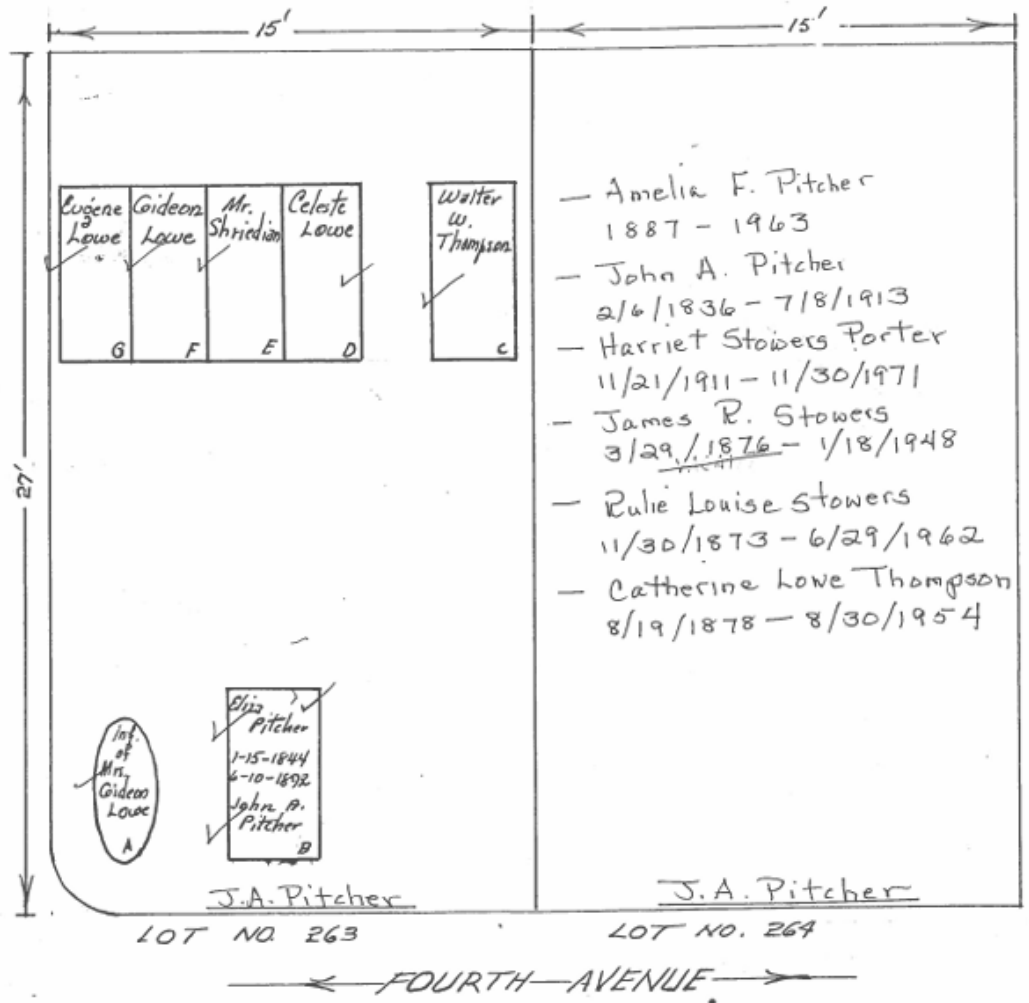 15' 15'
27'
Eugene
Lowe
G
Gideon
Lowe
F
Mr.
Shriedian
E
Celeste
Lowe
D
Walter
W.
Thompson
C
— Amelia F. Pitcher
1887 - 1963
— John A. Pitcher
2/6/1836 - 7/8/1913
— Harriet Stowers Porter
11/21/1911 - 11/30/1971
— James R. Stowers
3/29/1876 - 1/18/1948
— Rulie Louise Stowers
11/30/1873 - 6/29/1962
— Catherine Lowe Thompson
8/19/1878 - 8/30/1954
Inf.
of
Mrs.
Gideon
Lowe
A
Eliza
Pitcher
1-15-1844
6-10-1892
John A.
Pitcher
B
J.A. Pitcher
LOT NO. 263
J.A. Pitcher
LOT NO. 264
FOURTH AVENUE